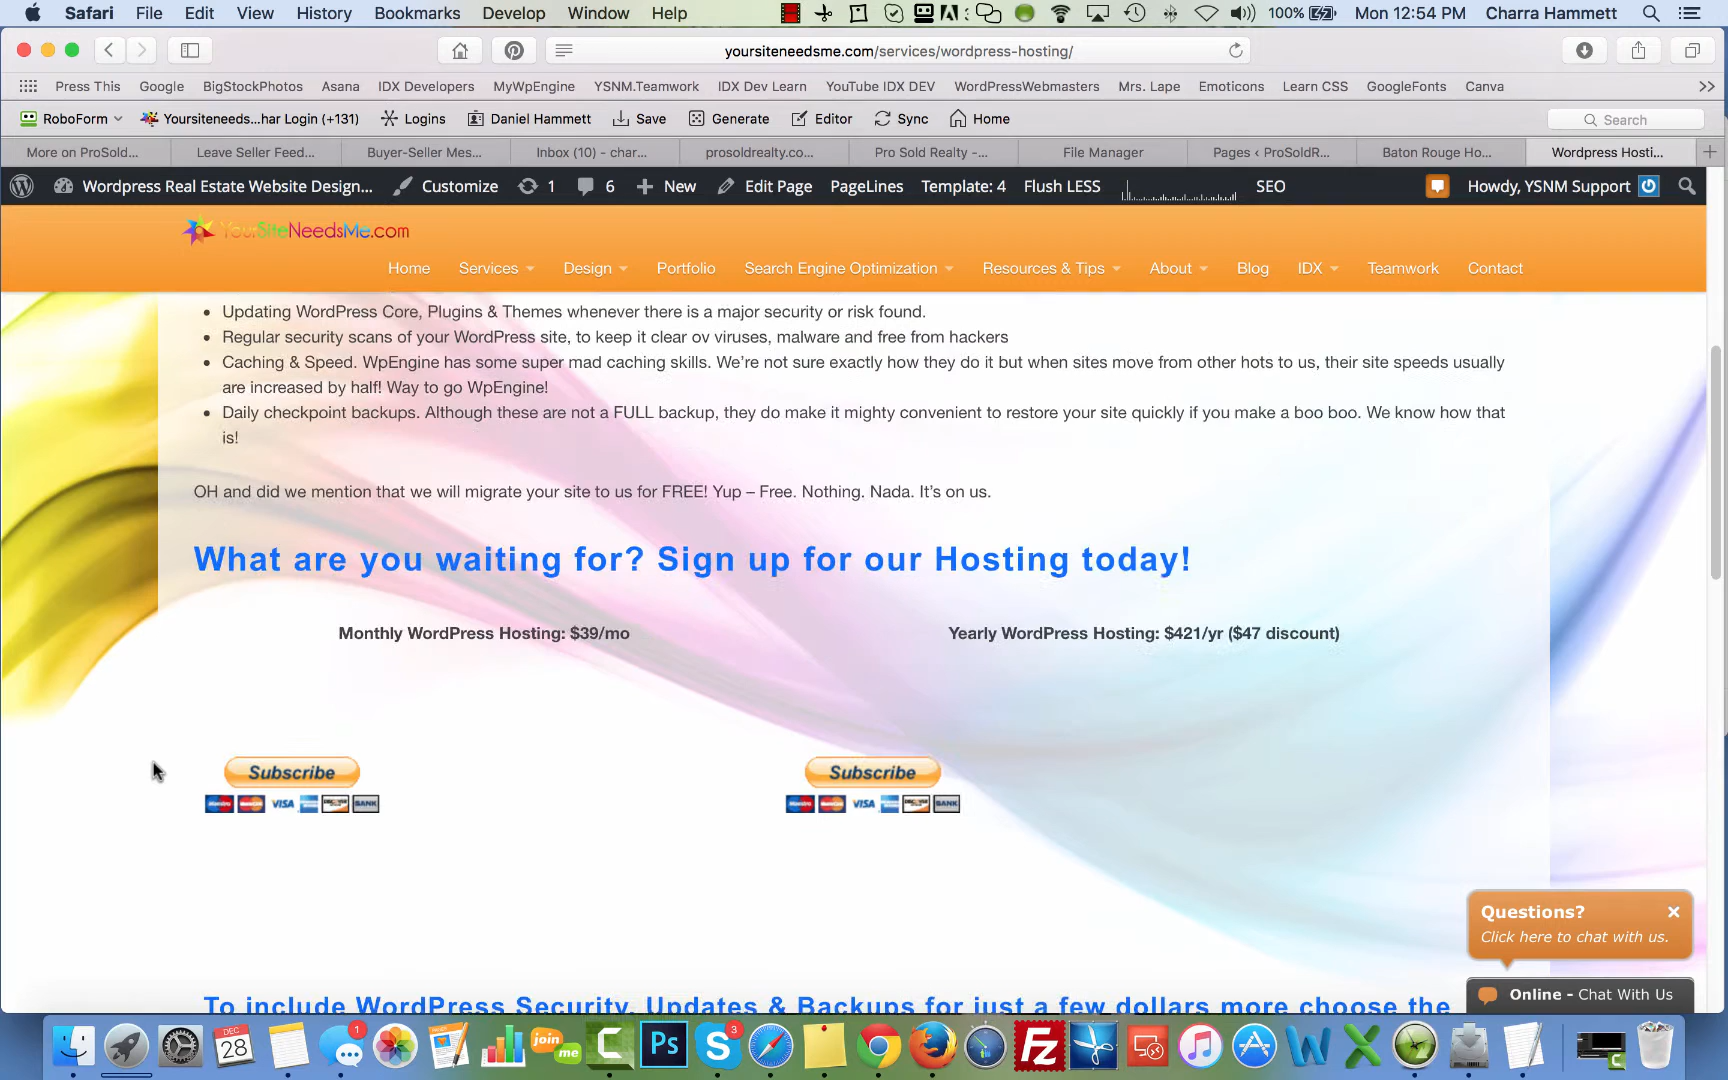 Safari File Edit View History Bookmarks Develop Window Help 100% Mon 12:54 PM Charra Hammett
yoursiteneedsme.com/services/wordpress-hosting/
Press This Google BigStockPhotos Asana IDX Developers MyWpEngine YSNM.Teamwork IDX Dev Learn YouTube IDX DEV WordPressWebmasters Mrs. Lape Emoticons Learn CSS GoogleFonts Canva
RoboForm Yoursiteneeds...har Login (+131) Logins Daniel Hammett Save Generate Editor Sync Home Search
More on ProSold... Leave Seller Feed... Buyer-Seller Mes... Inbox (10) - char... prosoldrealty.co... Pro Sold Realty -... File Manager Pages ‹ ProSoldR... Baton Rouge Ho... Wordpress Hosti...
Wordpress Real Estate Website Design... Customize 1 6 New Edit Page PageLines Template: 4 Flush LESS SEO Howdy, YSNM Support
YourSiteNeedsMe.com
Home Services Design Portfolio Search Engine Optimization Resources & Tips About Blog IDX Teamwork Contact
• Updating WordPress Core, Plugins & Themes whenever there is a major security or risk found.
• Regular security scans of your WordPress site, to keep it clear ov viruses, malware and free from hackers
• Caching & Speed. WpEngine has some super mad caching skills. We're not sure exactly how they do it but when sites move from other hots to us, their site speeds usually
are increased by half! Way to go WpEngine!
• Daily checkpoint backups. Although these are not a FULL backup, they do make it mighty convenient to restore your site quickly if you make a boo boo. We know how that
is!
OH and did we mention that we will migrate your site to us for FREE! Yup – Free. Nothing. Nada. It's on us.
What are you waiting for? Sign up for our Hosting today!
Monthly WordPress Hosting: $39/mo Yearly WordPress Hosting: $421/yr ($47 discount)
Subscribe Subscribe
VISA DISCOVER BANK VISA DISCOVER BANK
Questions?
Click here to chat with us.
To include WordPress Security, Updates & Backups for just a few dollars more choose the
Online - Chat With Us
DEC
28
1
join
me
Ps
3
Fz